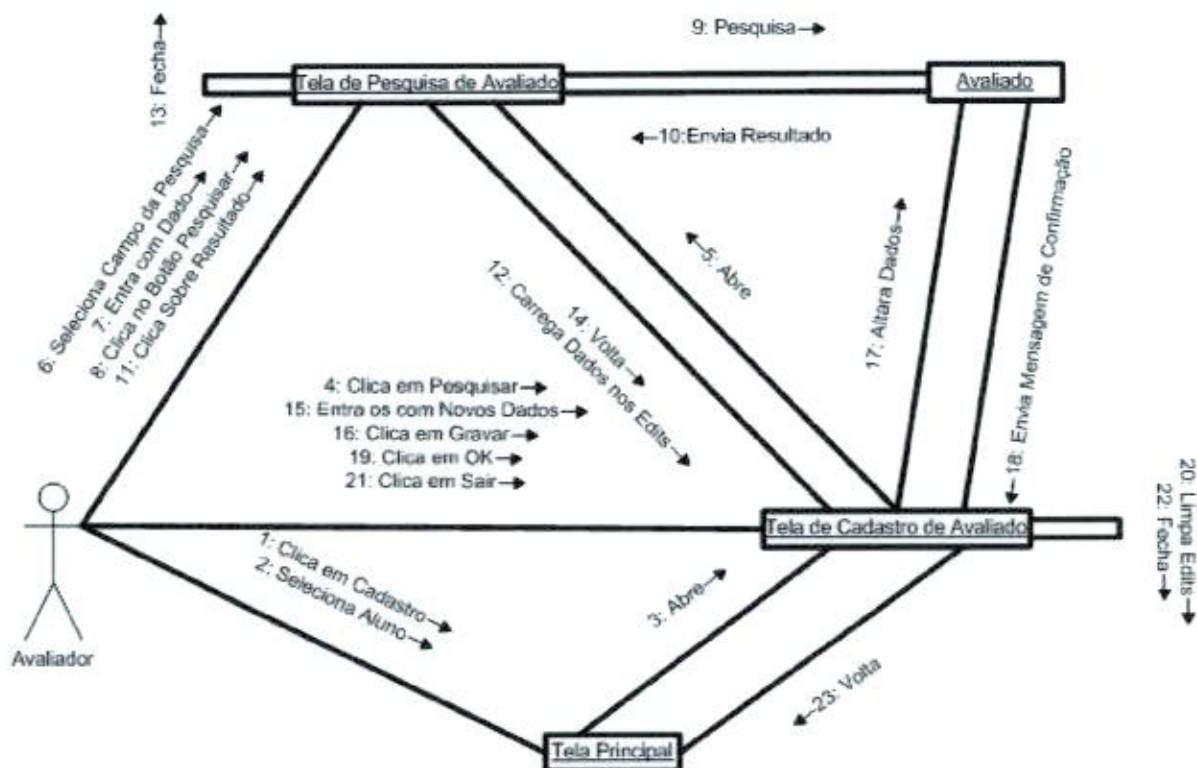 9: Pesquisa
13: Fecha
Tela de Pesquisa de Avaliado
Avaliado
10:Envia Resultado
6: Seleciona Campo da Pesquisa
7: Entra com Dado
8: Clica no Botão Pesquisar
11: Clica Sobre Resultado
5: Abre
14: Volta
12: Carrega Dados nos Edits
17: Altara Dados
18: Envia Mensagem de Confirmação
4: Clica em Pesquisar
15: Entra os com Novos Dados
16: Clica em Gravar
19: Clica em OK
21: Clica em Sair
20: Limpa Edits
22: Fecha
Tela de Cadastro de Avaliado
1: Clica em Cadastro
2: Seleciona Aluno
3: Abre
23: Volta
Avaliador
Tela Principal